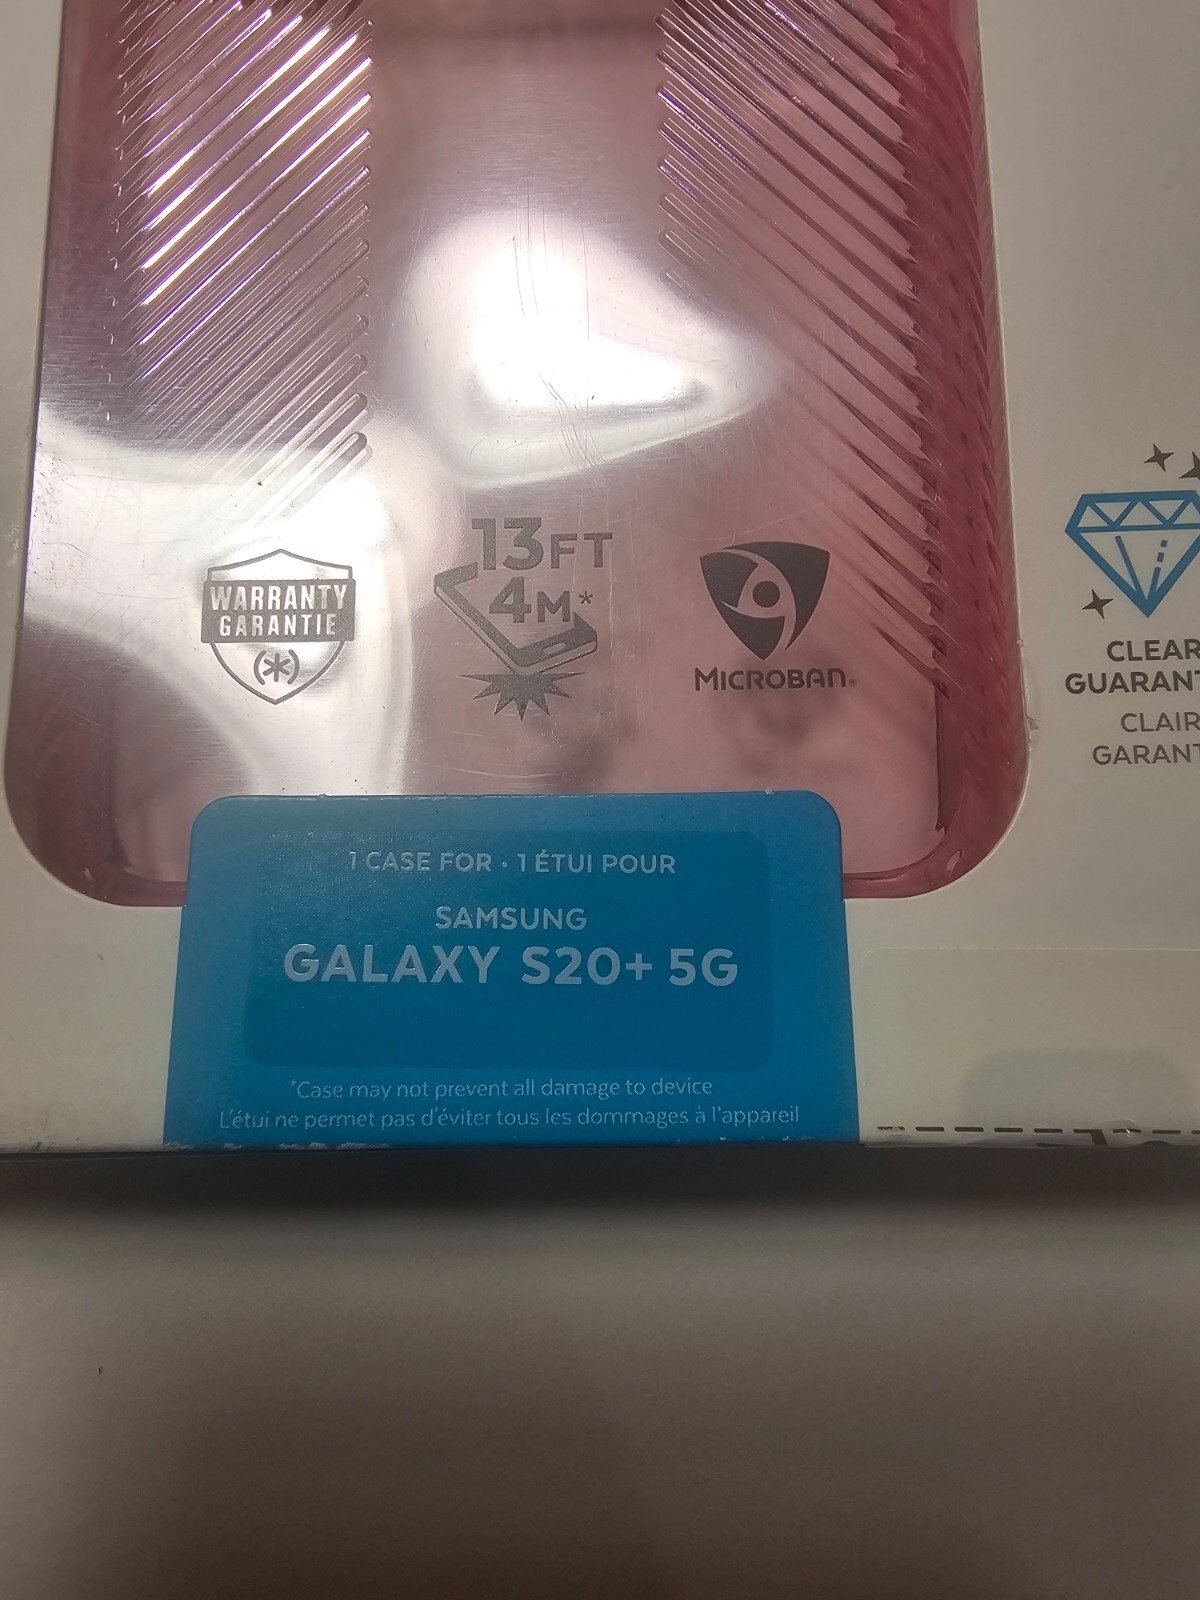 WARRANTY
GARANTIE
(*)
13FT
4M*
MICROBAN®
CLEAR
GUARANT
CLAIR
GARANT
1 CASE FOR • 1 ÉTUI POUR
SAMSUNG
GALAXY S20+ 5G
*Case may not prevent all damage to device
L'étui ne permet pas d'éviter tous les dommages à l'appareil